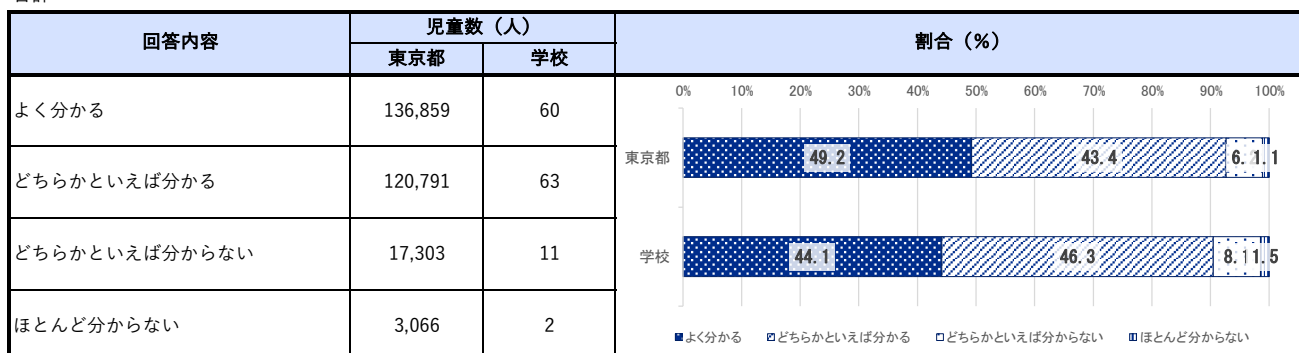 回答内容 児童数（人） 割合（%）
東京都 学校
よく分かる 136,859 60
どちらかといえば分かる 120,791 63
どちらかといえば分からない 17,303 11
ほとんど分からない 3,066 2
0% 10% 20% 30% 40% 50% 60% 70% 80% 90% 100%
東京都 49.2 43.4 6.2 1.1
学校 44.1 46.3 8.1 1.5
よく分かる どちらかといえば分かる どちらかといえば分からない ほとんど分からない